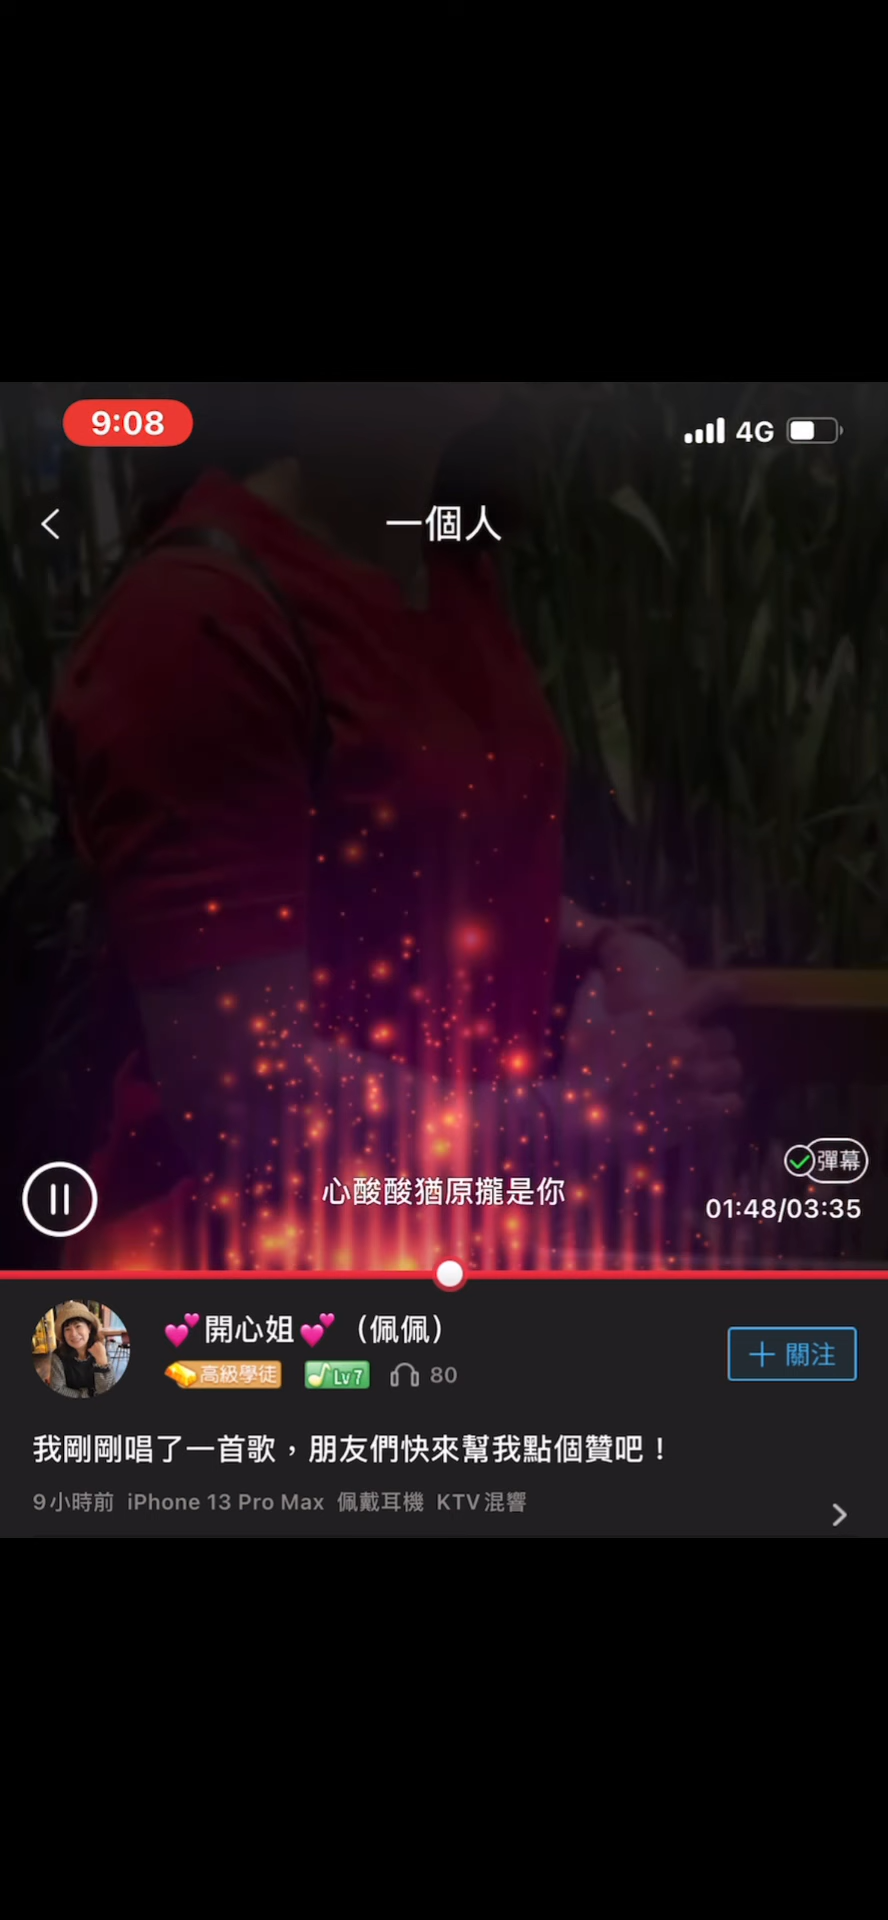 9:08
4G
一個人
彈幕
心酸酸猶原攏是你
01:48/03:35
💕開心姐💕（佩佩）
高級學徒 Lv7 80
＋ 關注
我剛剛唱了一首歌，朋友們快來幫我點個贊吧！
9小時前 iPhone 13 Pro Max 佩戴耳機 KTV混響